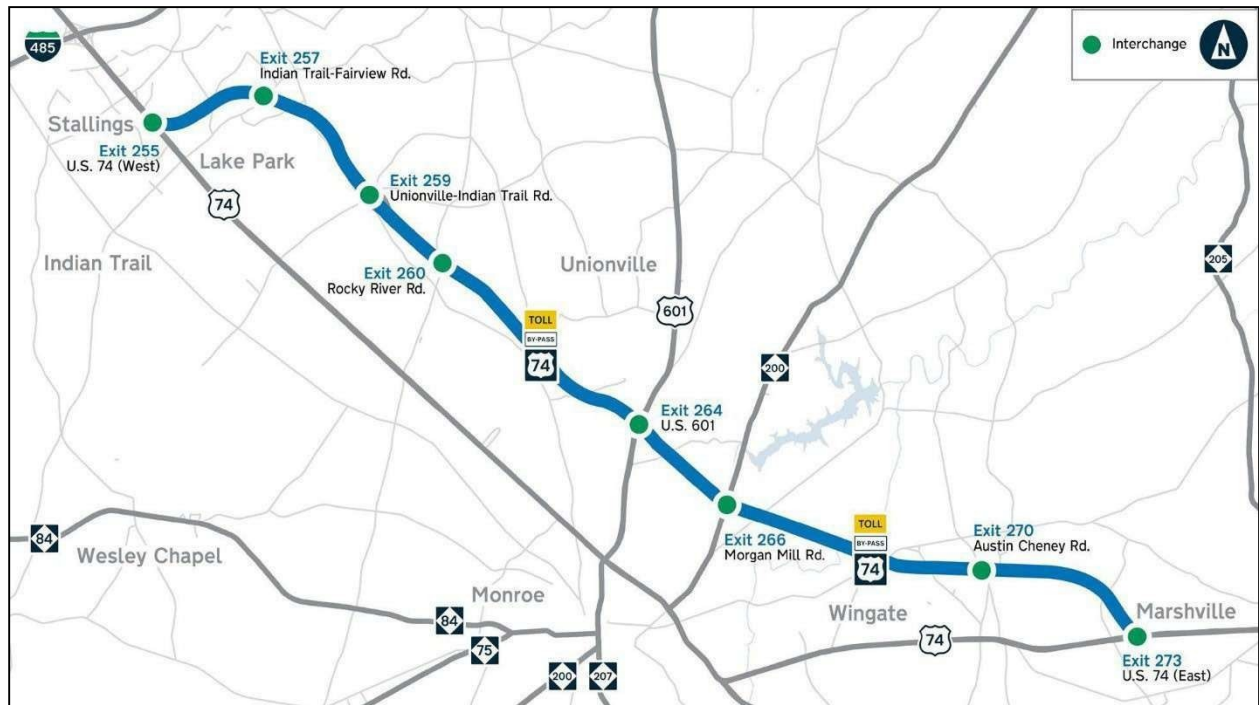 485
Interchange
N
Exit 257
Indian Trail-Fairview Rd.
Stallings
Exit 255
U.S. 74 (West)
Lake Park
74
Exit 259
Unionville-Indian Trail Rd.
Indian Trail
Exit 260
Rocky River Rd.
Unionville
205
601
TOLL
BY-PASS
74
200
Exit 264
U.S. 601
84
Wesley Chapel
Exit 266
Morgan Mill Rd.
TOLL
BY-PASS
74
Exit 270
Austin Cheney Rd.
Monroe
84
75
200
207
Wingate
74
Marshville
Exit 273
U.S. 74 (East)